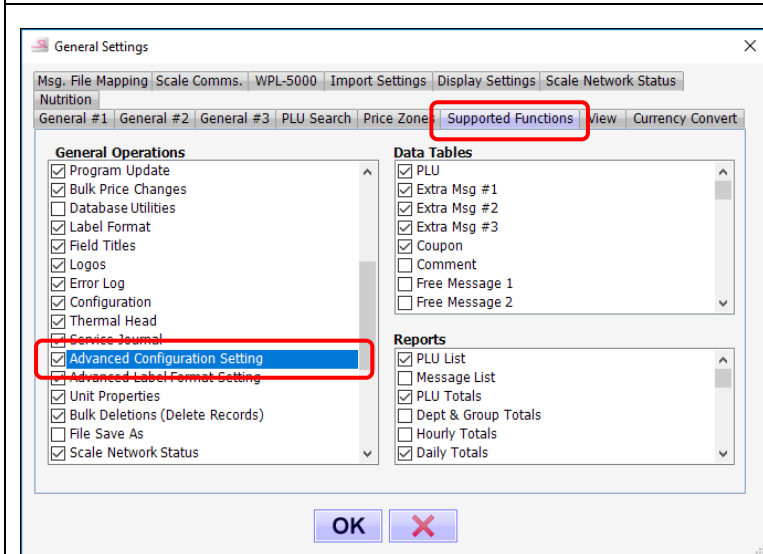 General Settings
Msg. File Mapping Scale Comms. WPL-5000 Import Settings Display Settings Scale Network Status
Nutrition
General #1 General #2 General #3 PLU Search Price Zones Supported Functions View Currency Convert
General Operations
Program Update
Bulk Price Changes
Database Utilities
Label Format
Field Titles
Logos
Error Log
Configuration
Thermal Head
Service Journal
Advanced Configuration Setting
Advanced Label Format Setting
Unit Properties
Bulk Deletions (Delete Records)
File Save As
Scale Network Status
Data Tables
PLU
Extra Msg #1
Extra Msg #2
Extra Msg #3
Coupon
Comment
Free Message 1
Free Message 2
Reports
PLU List
Message List
PLU Totals
Dept & Group Totals
Hourly Totals
Daily Totals
OK